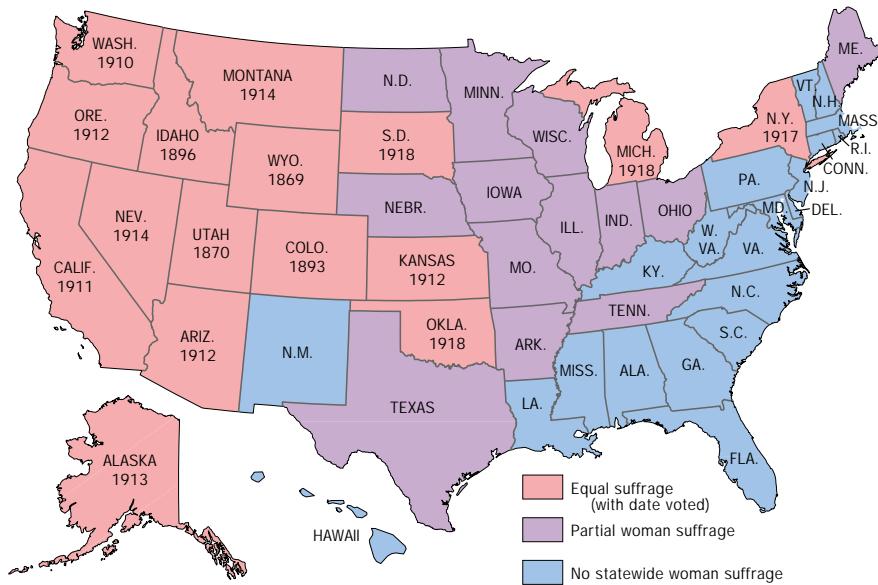 WASH.
1910
MONTANA
1914
N.D.
MINN.
ME.
VT.
N.H.
ORE.
1912
IDAHO
1896
S.D.
1918
WISC.
MICH.
1918
N.Y.
1917
MASS
R.I.
CONN.
WYO.
1869
NEBR.
IOWA
PA.
N.J.
NEV.
1914
UTAH
1870
COLO.
1893
ILL.
IND.
OHIO
MD.
DEL.
CALIF.
1911
KANSAS
1912
MO.
W.
VA.
VA.
KY.
ARIZ.
1912
N.M.
OKLA.
1918
ARK.
TENN.
N.C.
S.C.
TEXAS
LA.
MISS.
ALA.
GA.
FLA.
ALASKA
1913
HAWAII
Equal suffrage
(with date voted)
Partial woman suffrage
No statewide woman suffrage